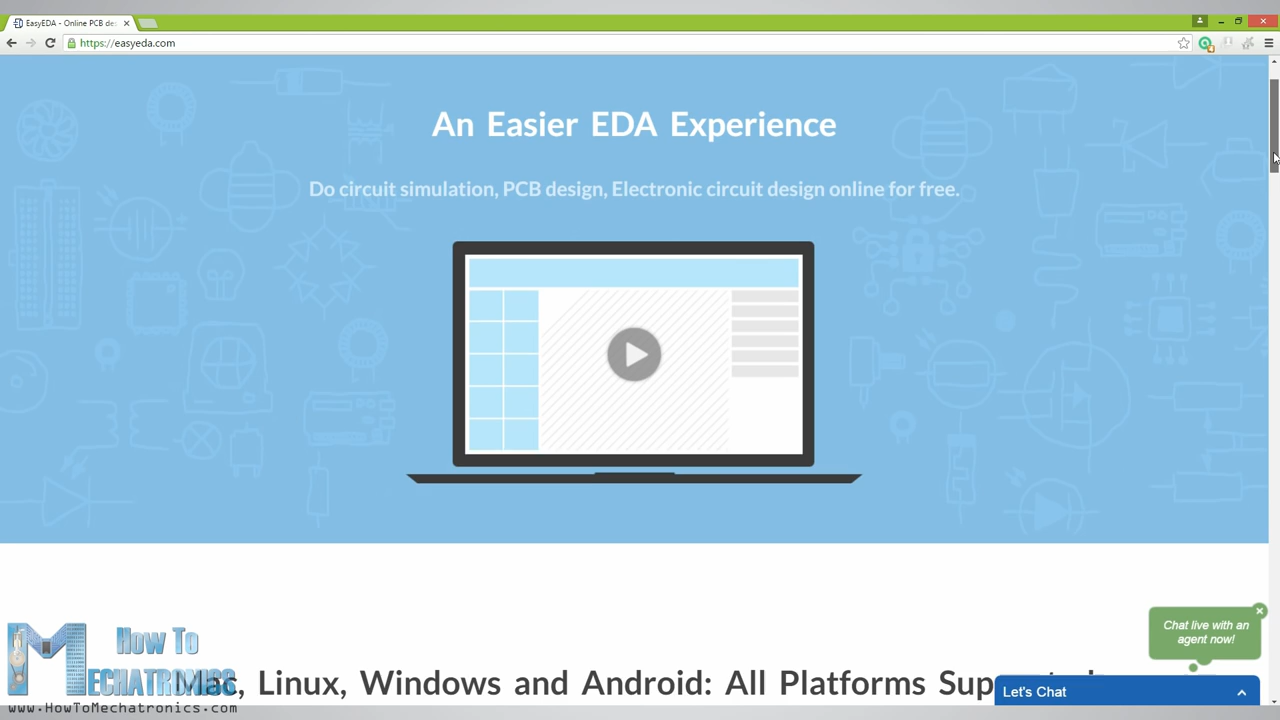 EasyEDA - Online PCB de
https://easyeda.com
An Easier EDA Experience
Do circuit simulation, PCB design, Electronic circuit design online for free.
Chat live with an
agent now!
How To
MECHATRONICS
www.HowToMechatronics.com
Mac, Linux, Windows and Android: All Platforms Sup
Let's Chat